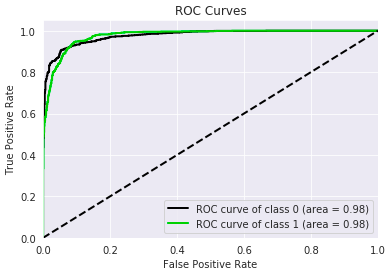 ROC Curves
True Positive Rate
1.0
0.8
0.6
0.4
0.2
0.0
ROC curve of class 0 (area = 0.98)
ROC curve of class 1 (area = 0.98)
0.0 0.2 0.4 0.6 0.8 1.0
False Positive Rate